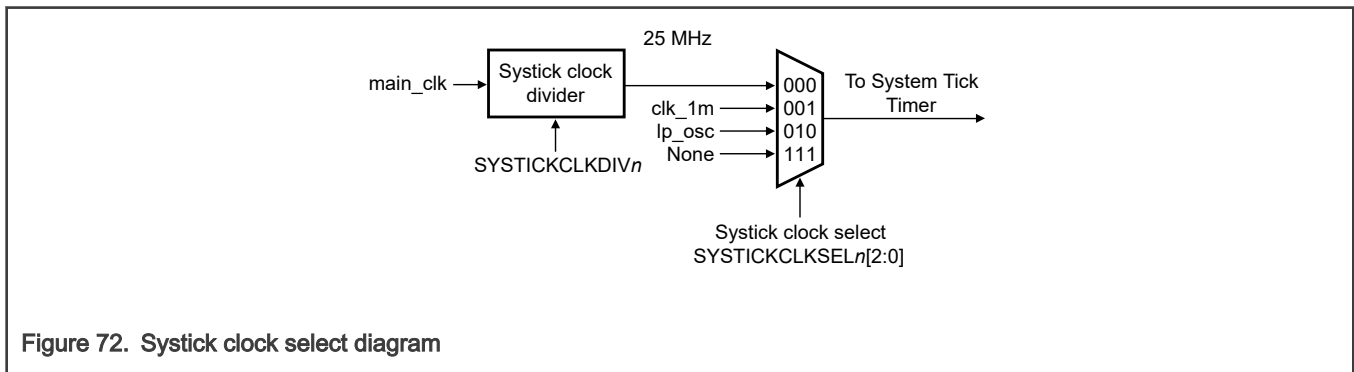 25 MHz
main_clk
Systick clock
divider
SYSTICKCLKDIVn
clk_1m
lp_osc
None
000
001
010
111
To System Tick
Timer
Systick clock select
SYSTICKCLKSELn[2:0]
Figure 72. Systick clock select diagram